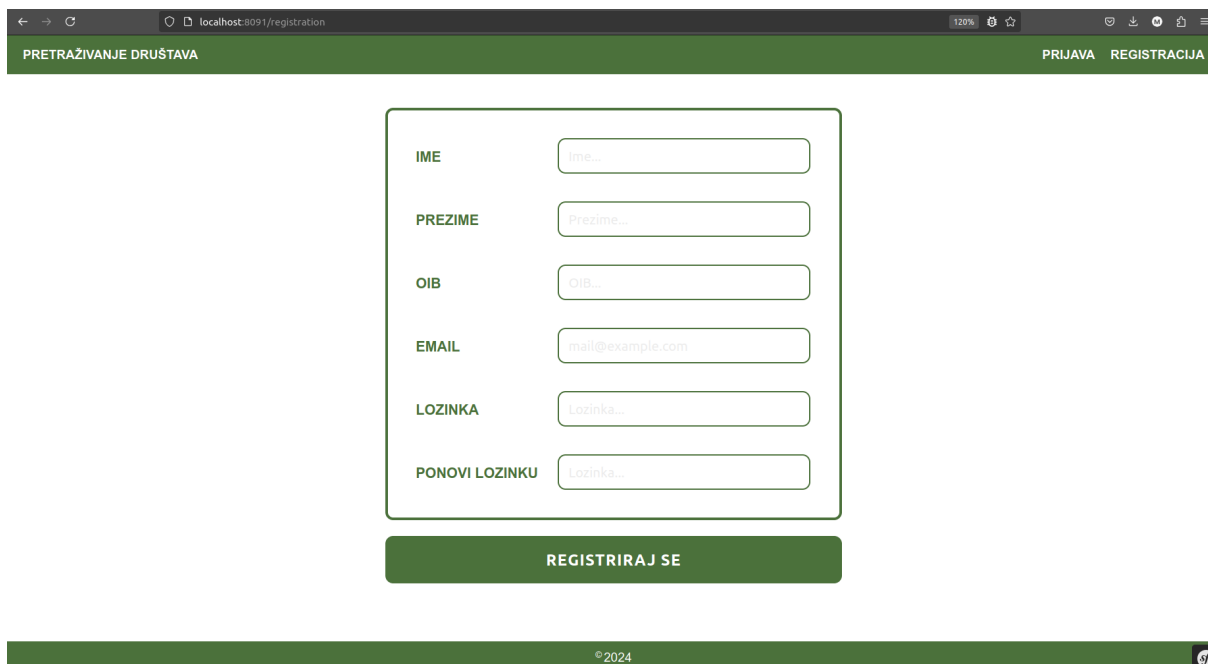 localhost:8091/registration 120%
PRETRAŽIVANJE DRUŠTAVA PRIJAVA REGISTRACIJA
IME Ime...
PREZIME Prezime...
OIB OIB...
EMAIL mail@example.com
LOZINKA Lozinka...
PONOVI LOZINKU Lozinka...
REGISTRIRAJ SE
©2024